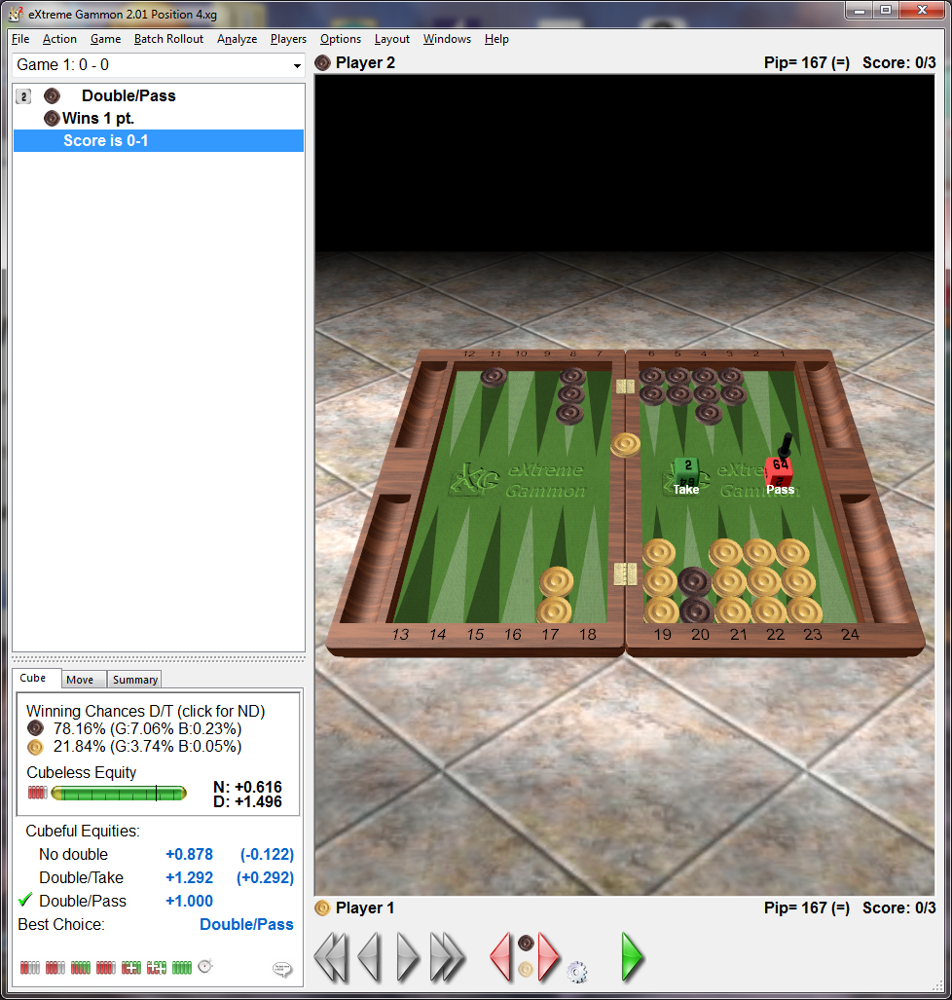 eXtreme Gammon 2.01 Position 4.xg
File Action Game Batch Rollout Analyze Players Options Layout Windows Help
Game 1: 0 - 0
Player 2 Pip= 167 (=) Score: 0/3
2 Double/Pass
Wins 1 pt.
Score is 0-1
12 11 10 9 8 7 6 5 4 3 2 1
eXtreme
Gammon
2
64
Take
64
2
Pass
eXtreme
Gammon
13 14 15 16 17 18 19 20 21 22 23 24
Cube Move Summary
Winning Chances D/T (click for ND)
78.16% (G:7.06% B:0.23%)
21.84% (G:3.74% B:0.05%)
Cubeless Equity
N: +0.616
D: +1.496
Cubeful Equities:
No double +0.878 (-0.122)
Double/Take +1.292 (+0.292)
Double/Pass +1.000
Best Choice: Double/Pass
Player 1 Pip= 167 (=) Score: 0/3